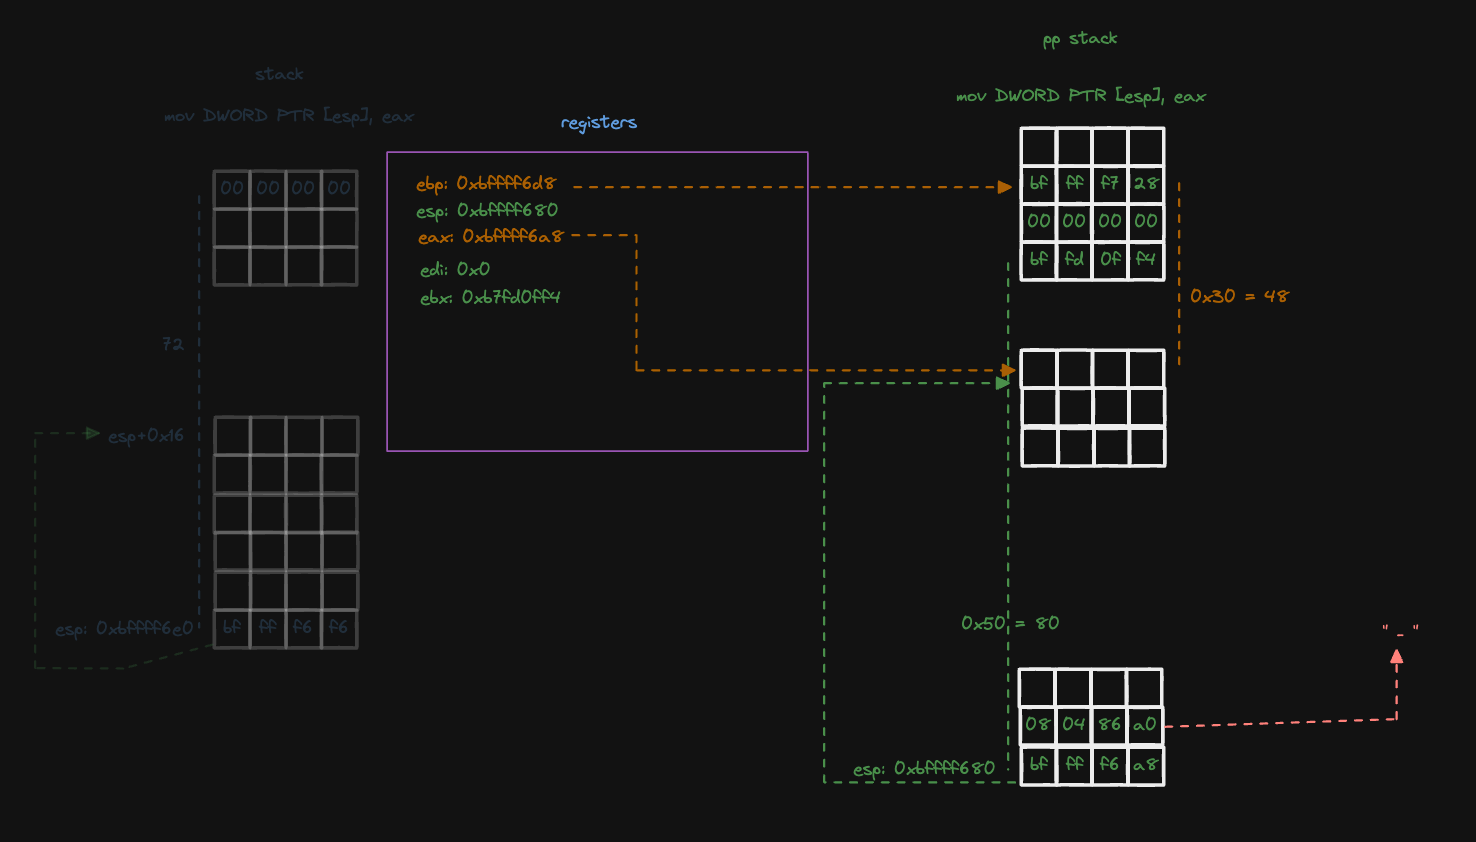 pp stack
stack
mov DWORD PTR [esp], eax
mov DWORD PTR [esp], eax
registers
00 00 00 00
ebp: 0xbffff6d8
esp: 0xbffff680
eax: 0xbffff6a8
edi: 0x0
ebx: 0xb7fd0ff4
bf ff f7 28
00 00 00 00
bf fd 0f f4
0x30 = 48
72
esp+0x16
esp: 0xbffff6e0
bf ff f6 f6
0x50 = 80
"_"
08 04 86 a0
esp: 0xbffff680
bf ff f6 a8